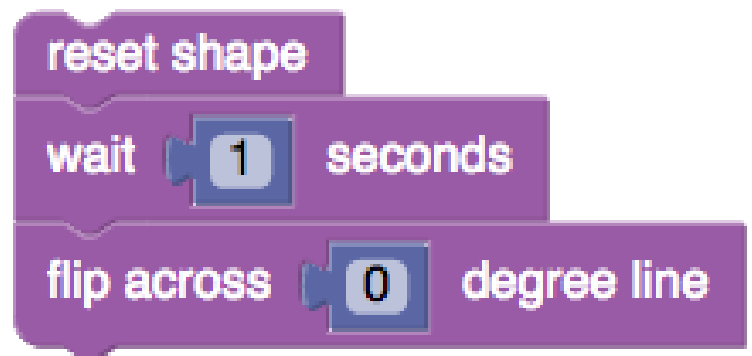 reset shape
wait 1 seconds
flip across 0 degree line